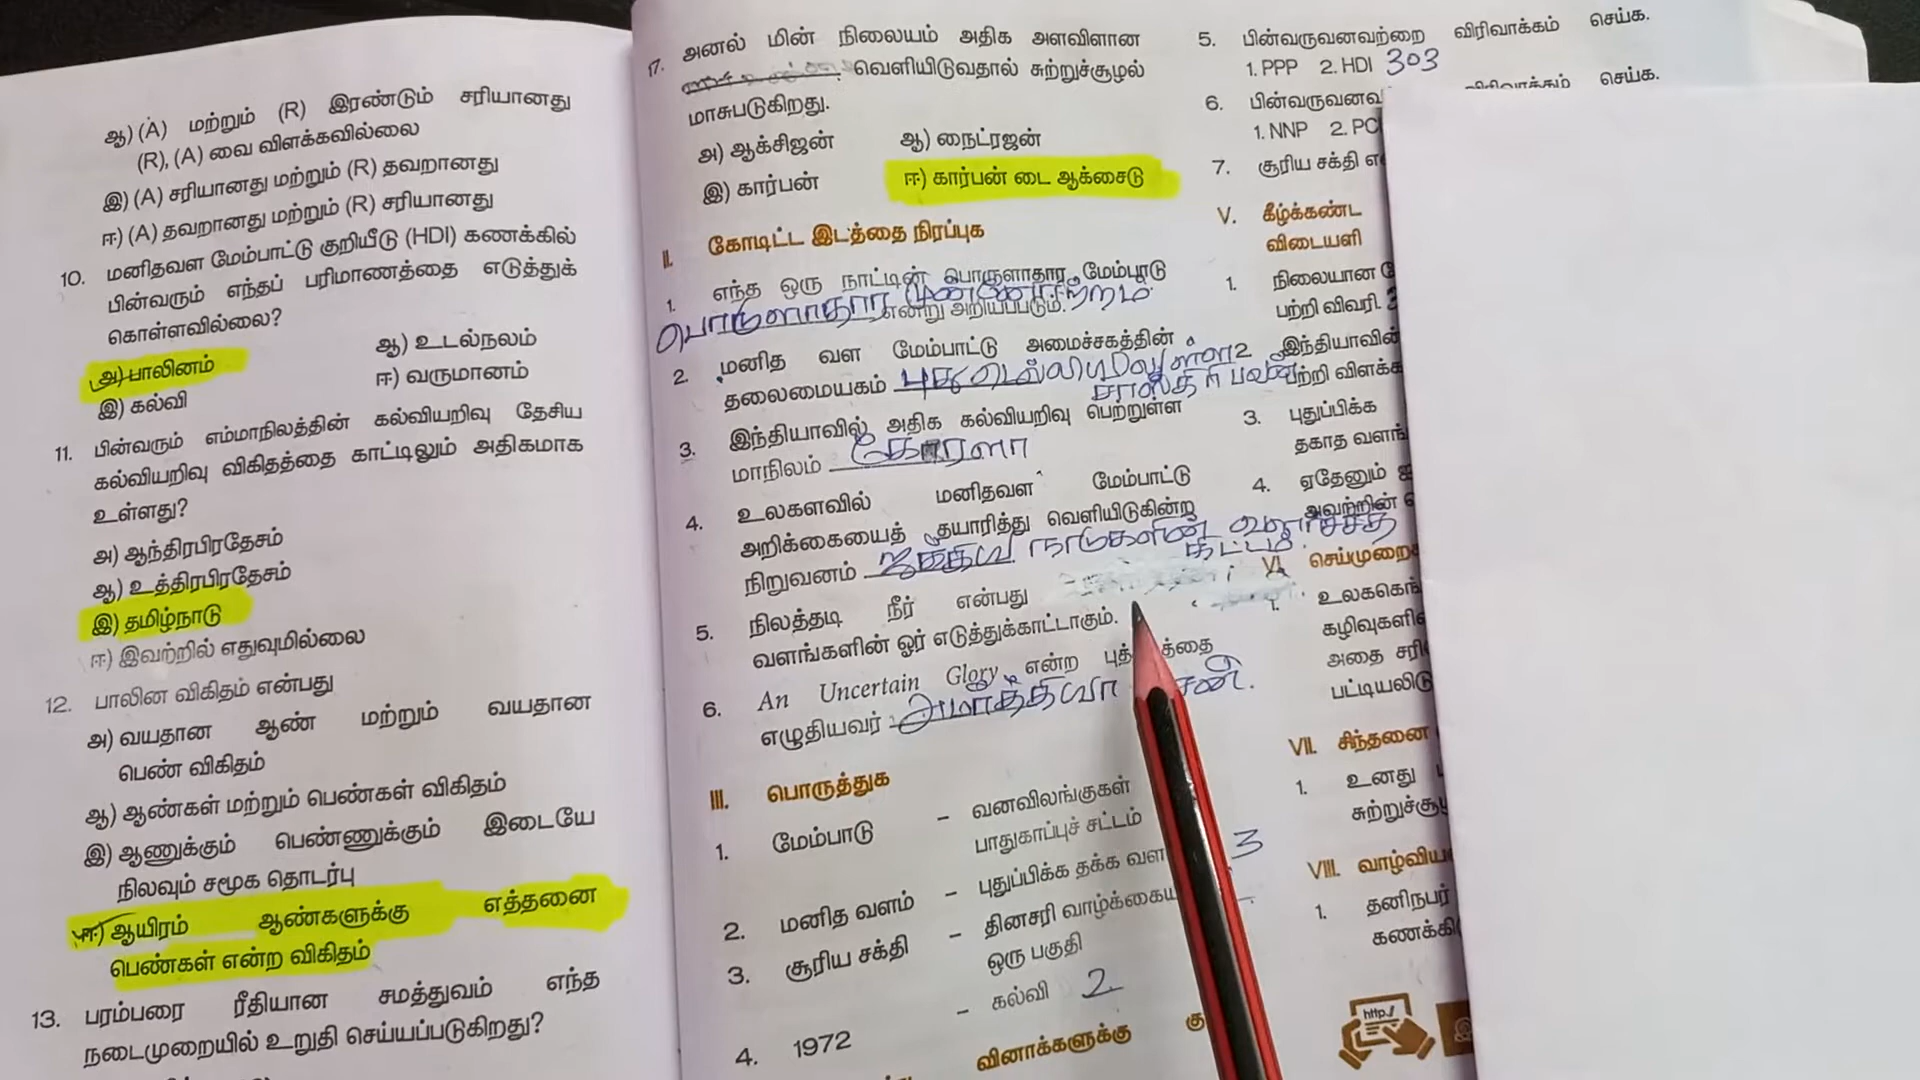 ஆ) (A) மற்றும் (R) இரண்டும் சரியானது
(R), (A) வை விளக்கவில்லை
இ) (A) சரியானது மற்றும் (R) தவறானது
ஈ) (A) தவறானது மற்றும் (R) சரியானது
10. மனிதவள மேம்பாட்டு குறியீடு (HDI) கணக்கில்
பின்வரும் எந்தப் பரிமாணத்தை எடுத்துக்
கொள்ளவில்லை?
அ) பாலினம் ஆ) உடல்நலம்
இ) கல்வி ஈ) வருமானம்
11. பின்வரும் எம்மாநிலத்தின் கல்வியறிவு தேசிய
கல்வியறிவு விகிதத்தை காட்டிலும் அதிகமாக
உள்ளது?
அ) ஆந்திரபிரதேசம்
ஆ) உத்திரபிரதேசம்
இ) தமிழ்நாடு
ஈ) இவற்றில் எதுவுமில்லை
12. பாலின விகிதம் என்பது
அ) வயதான ஆண் மற்றும் வயதான
பெண் விகிதம்
ஆ) ஆண்கள் மற்றும் பெண்கள் விகிதம்
இ) ஆணுக்கும் பெண்ணுக்கும் இடையே
நிலவும் சமூக தொடர்பு
ஈ) ஆயிரம் ஆண்களுக்கு எத்தனை
பெண்கள் என்ற விகிதம்
13. பரம்பரை ரீதியான சமத்துவம் எந்த
நடைமுறையில் உறுதி செய்யப்படுகிறது?
17. அனல் மின் நிலையம் அதிக அளவிளான
வெளியிடுவதால் சுற்றுச்சூழல்
மாசுபடுகிறது.
அ) ஆக்சிஜன் ஆ) நைட்ரஜன்
இ) கார்பன் ஈ) கார்பன் டை ஆக்சைடு
II. கோடிட்ட இடத்தை நிரப்புக
1. எந்த ஒரு நாட்டின் பொருளாதார மேம்பாடு
பொருளாதார முன்னேற்றம் என்று அறியப்படும்.
2. மனித வள மேம்பாட்டு அமைச்சகத்தின்
தலைமையகம் புதுடெல்லியிலுள்ள
சாஸ்த்ரி பவன்
3. இந்தியாவில் அதிக கல்வியறிவு பெற்றுள்ள
மாநிலம் கேரளா
4. உலகளவில் மனிதவள மேம்பாட்டு
அறிக்கையைத் தயாரித்து வெளியிடுகின்ற
நிறுவனம் ஐக்கிய நாடுகளின் வளர்ச்சித்
திட்டம்
5. நிலத்தடி நீர் என்பது
வளங்களின் ஓர் எடுத்துக்காட்டாகும்.
6. An Uncertain Glory என்ற
எழுதியவர் அமர்த்தியா சென்.
III. பொருத்துக
1. மேம்பாடு – வனவிலங்குகள்
பாதுகாப்புச் சட்டம்
2. மனித வளம் – புதுப்பிக்க தக்க 3
3. சூரிய சக்தி – தினசரி
ஒரு பகுதி
4. 1972 – கல்வி 2
வினாக்களுக்கு
5. பின்வருவனவற்றை விரிவாக்கம் செய்க.
1. PPP 2. HDI 303
6. விரிவாக்கம் செய்க.
1. NNP 2.
7. சூரிய சக்தி
V. கீழ்க்கண்ட
1. நிலையான
பற்றி விவரி.
2. இந்தியாவின்
3. புதுப்பிக்க
தகாத
4. ஏதேனும்
அவற்றின்
VI.
1.
VII. சிந்தனை
1. உனது
VIII.
1. தனிநபர்
http://